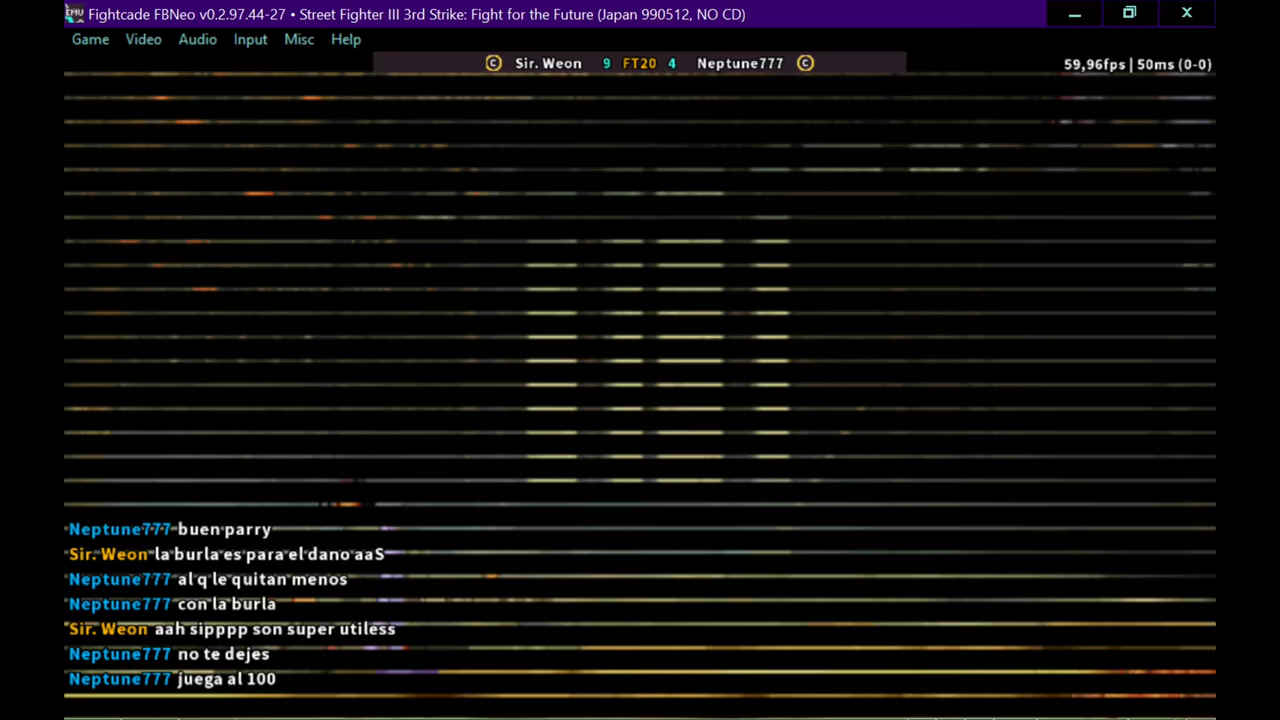 Fightcade FBNeo v0.2.97.44-27 • Street Fighter III 3rd Strike: Fight for the Future (Japan 990512, NO CD)
Game Video Audio Input Misc Help
© Sir. Weon 9 FT20 4 Neptune777 © 59,96fps | 50ms (0-0)
Neptune777 buen parry
Sir. Weon la burla es para el dano aaS
Neptune777 al q le quitan menos
Neptune777 con la burla
Sir. Weon aah sipppp son super utiless
Neptune777 no te dejes
Neptune777 juega al 100